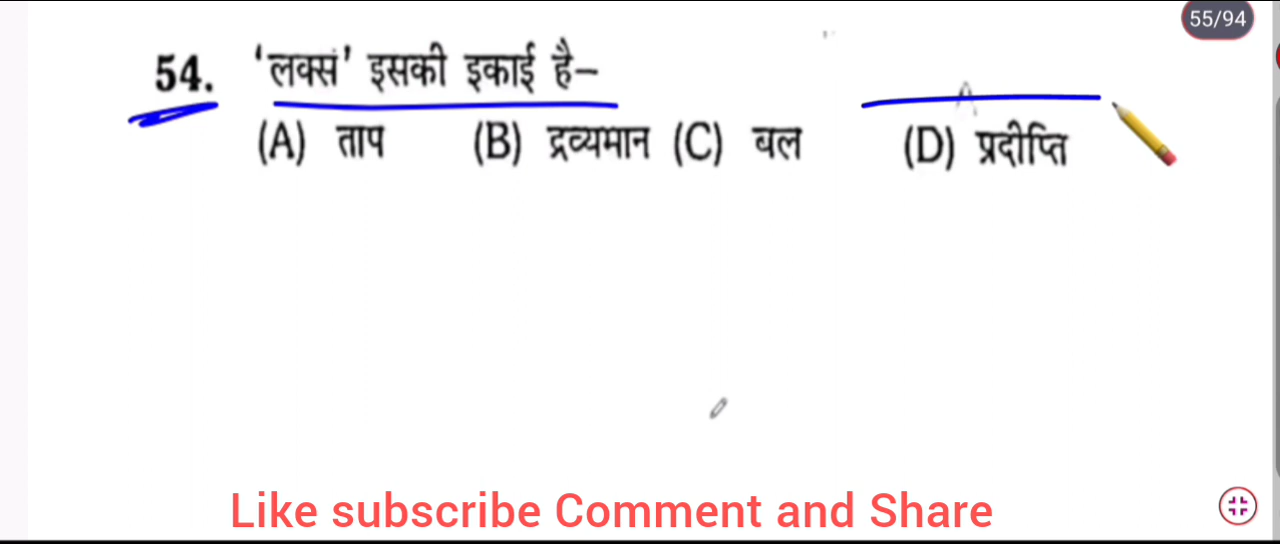 55/94
54. ‘लक्स’ इसकी इकाई है–
(A) ताप (B) द्रव्यमान (C) बल (D) प्रदीप्ति
Like subscribe Comment and Share